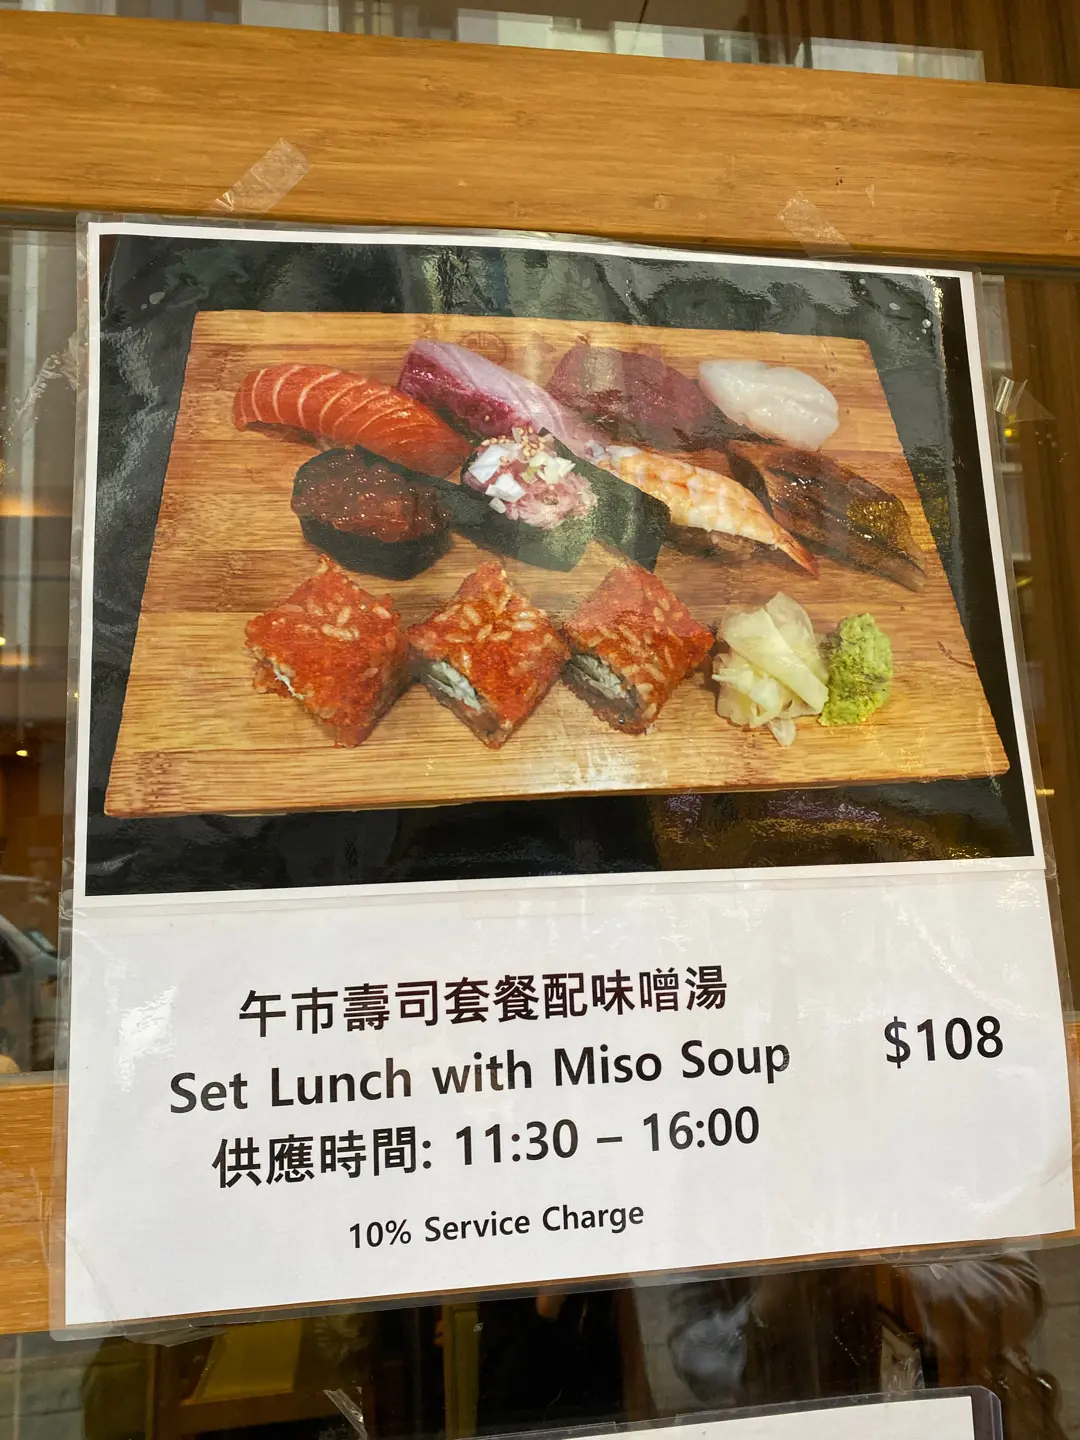 午市壽司套餐配味噌湯
Set Lunch with Miso Soup
$108
供應時間: 11:30 – 16:00
10% Service Charge